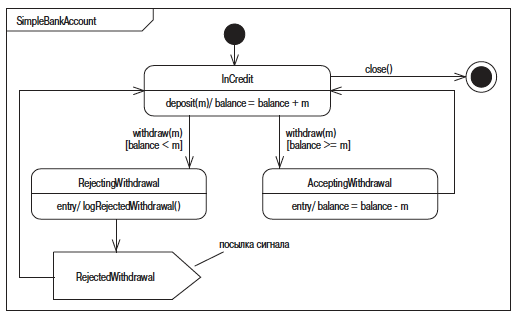 SimpleBankAccount
close()
InCredit
deposit(m)/ balance = balance + m
withdraw(m)
[balance < m]
withdraw(m)
[balance >= m]
RejectingWithdrawal
entry/ logRejectedWithdrawal()
AcceptingWithdrawal
entry/ balance = balance - m
посылка сигнала
RejectedWithdrawal